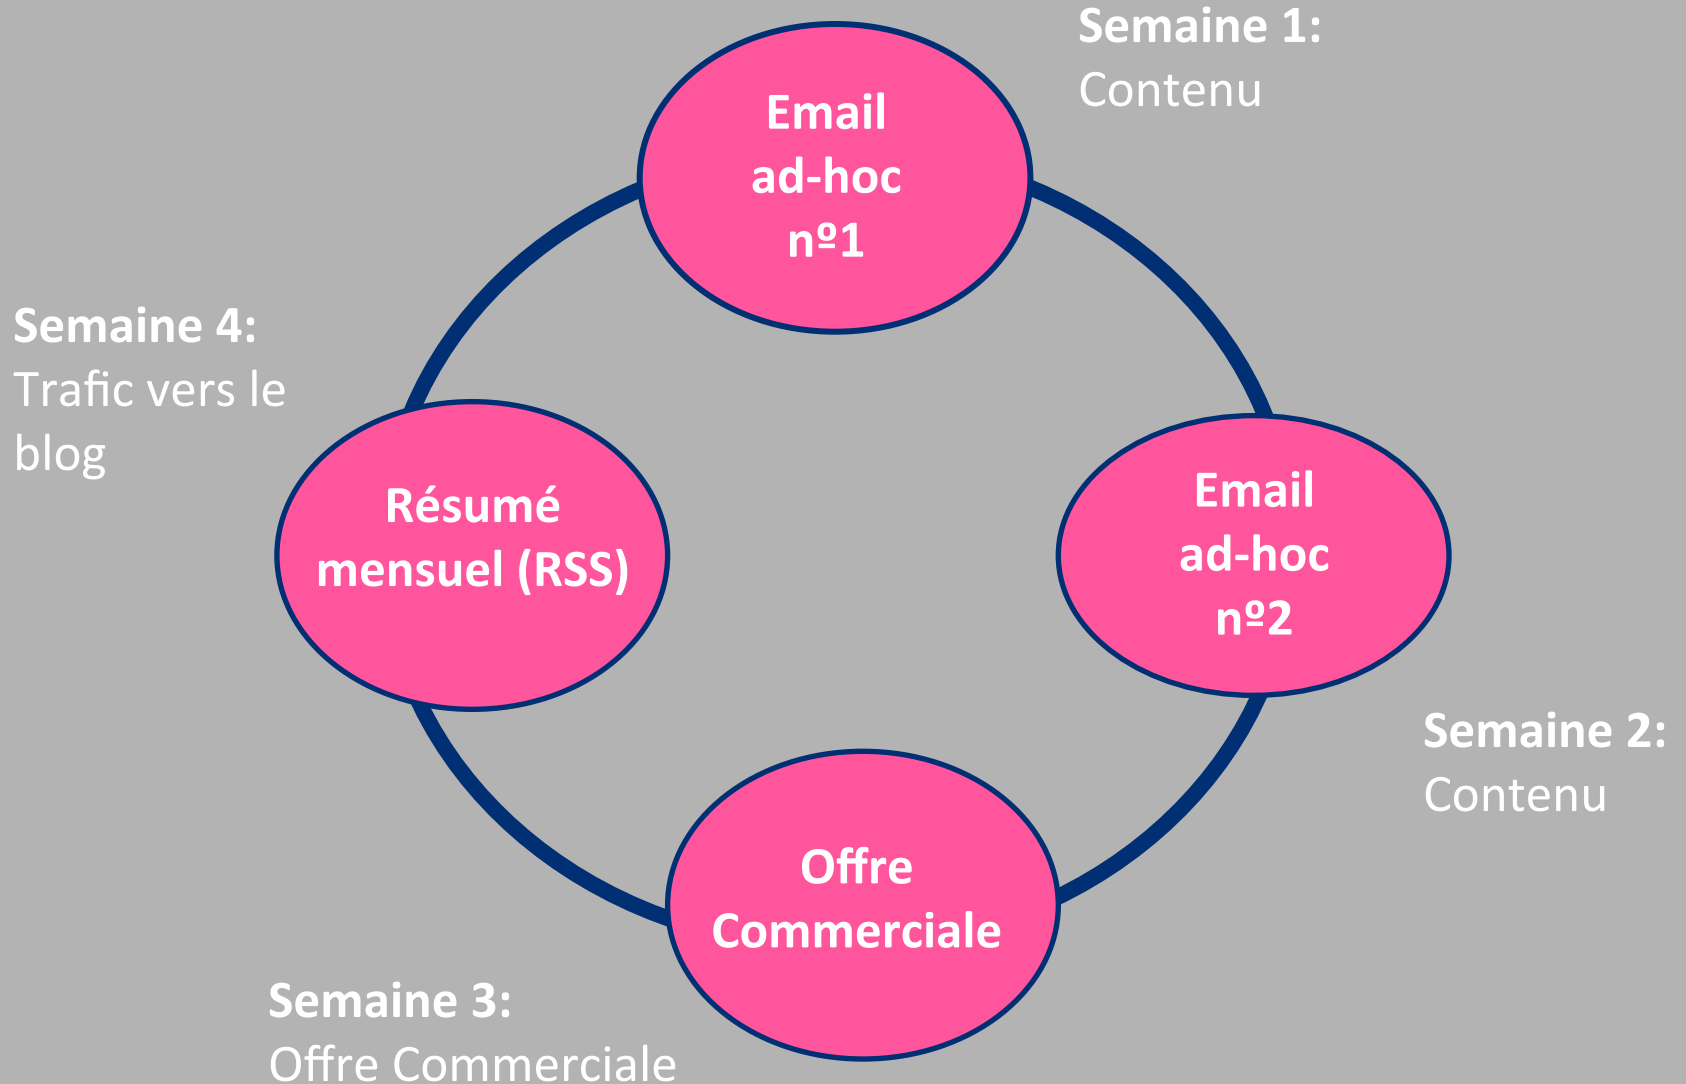 Semaine 1:
Contenu
Email
ad-hoc
nº1
Semaine 4:
Trafic vers le
blog
Résumé
mensuel (RSS)
Email
ad-hoc
nº2
Semaine 2:
Contenu
Offre
Commerciale
Semaine 3:
Offre Commerciale